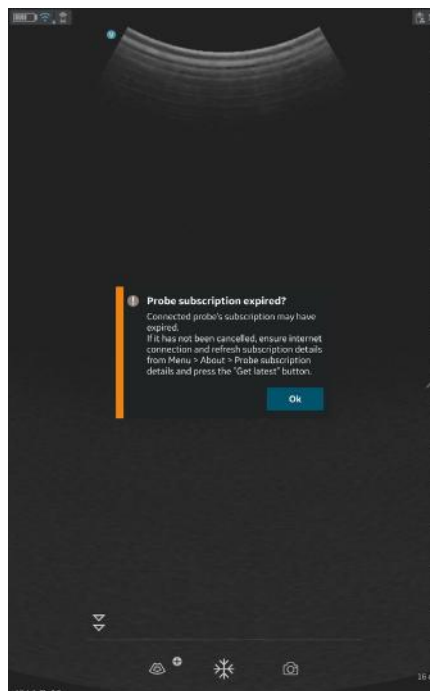 Probe subscription expired?
Connected probe's subscription may have
expired.
If it has not been cancelled, ensure internet
connection and refresh subscription details
from Menu > About > Probe subscription
details and press the "Get latest" button.
Ok